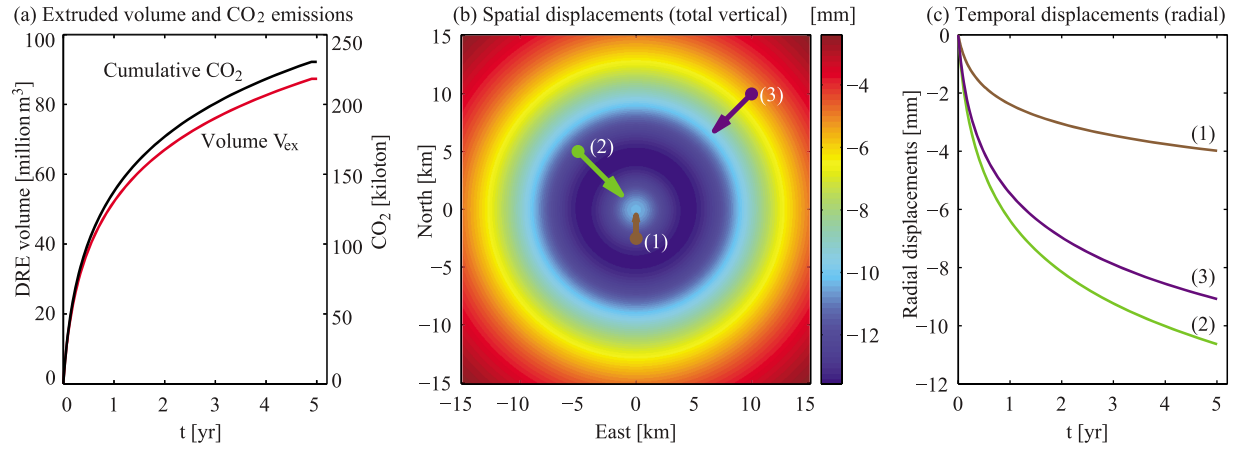 (a) Extruded volume and CO₂ emissions
100
80
60
40
20
0
DRE volume [million m³]
250
200
150
100
50
0
CO₂ [kiloton]
Cumulative CO₂
Volume Vₑₓ
0 1 2 3 4 5
t [yr]
(b) Spatial displacements (total vertical) [mm]
15
10
5
0
−5
−10
−15
North [km]
(3)
(2)
(1)
−15 −5 0 5 10 15
East [km]
−4
−6
−8
−10
−12
(c) Temporal displacements (radial)
0
−2
−4
−6
−8
−10
−12
Radial displacements [mm]
(1)
(3)
(2)
0 1 2 3 4 5
t [yr]